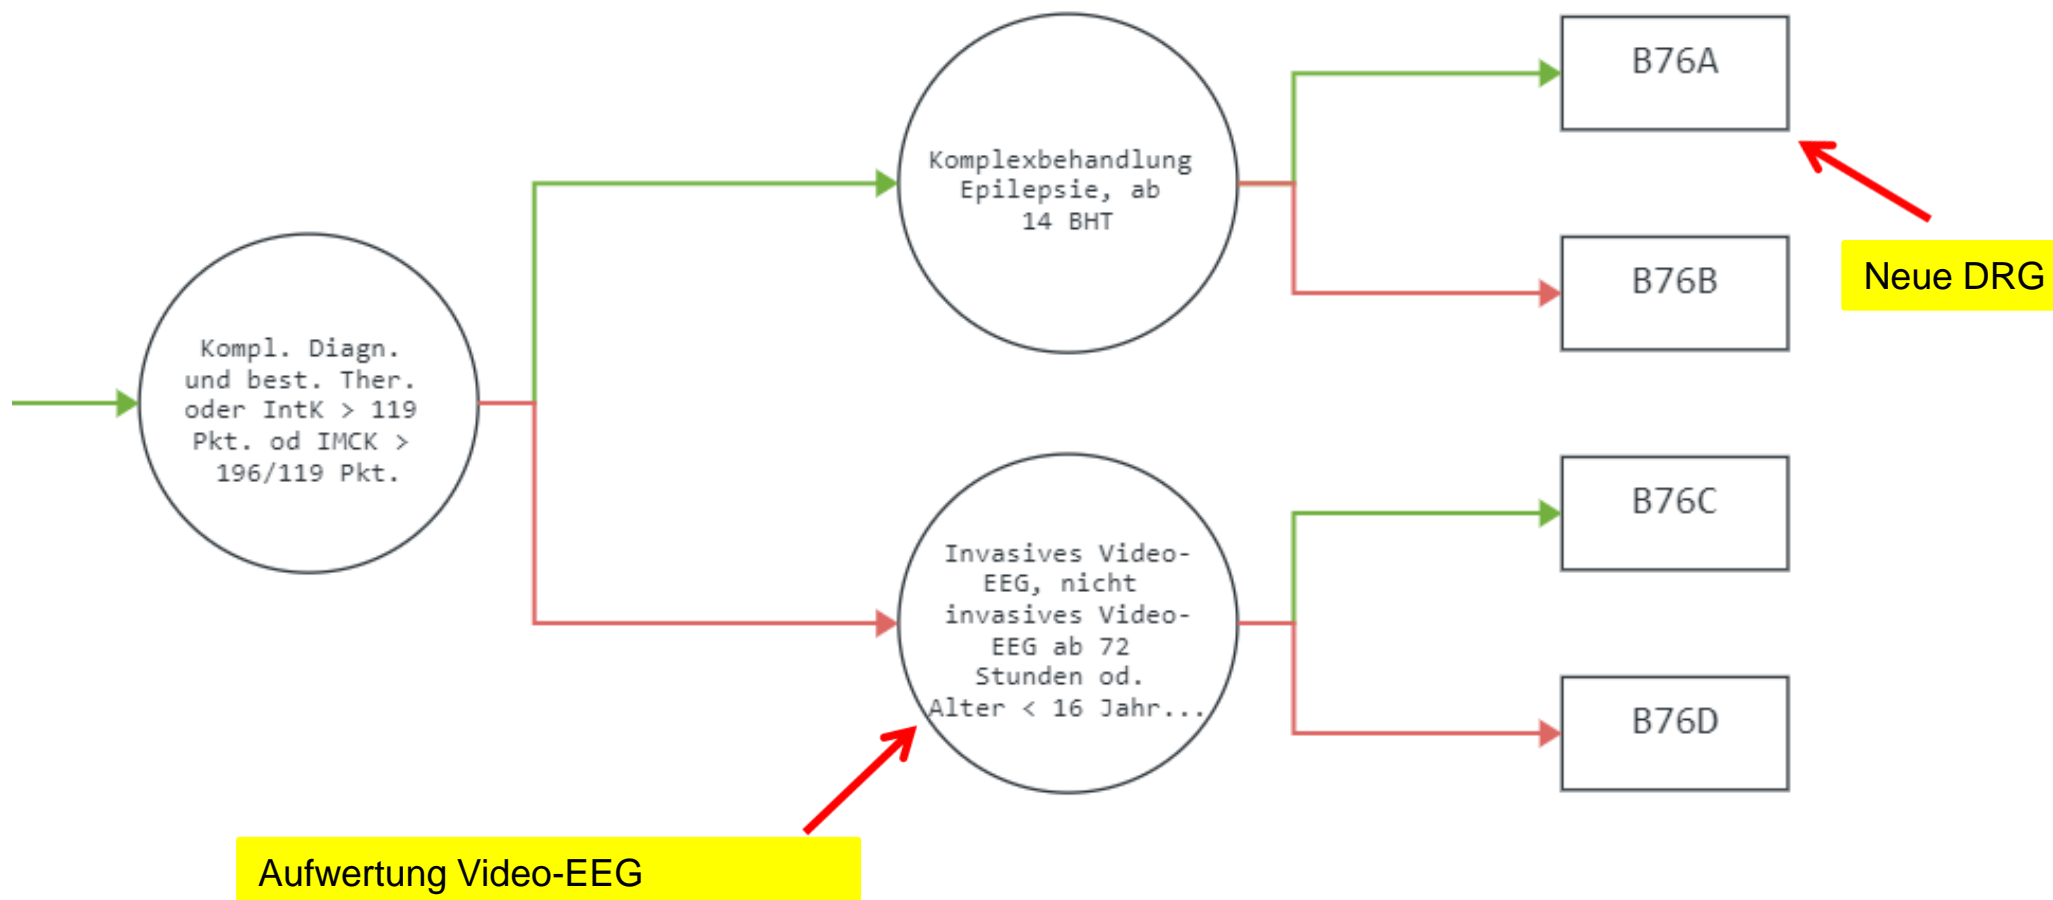 B76A
Komplexbehandlung
Epilepsie, ab
14 BHT
B76B
Neue DRG
Kompl. Diagn.
und best. Ther.
oder IntK > 119
Pkt. od IMCK >
196/119 Pkt.
B76C
Invasives Video-
EEG, nicht
invasives Video-
EEG ab 72
Stunden od.
Alter < 16 Jahr...
B76D
Aufwertung Video-EEG